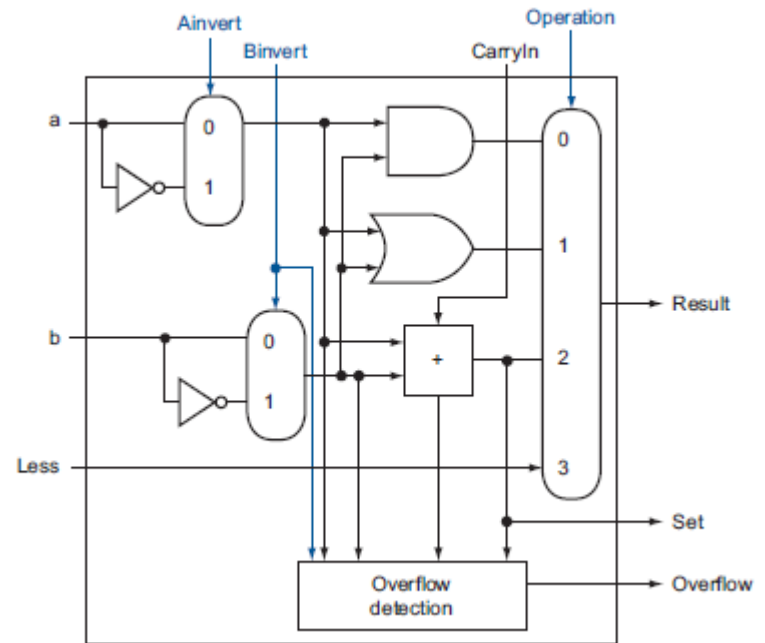 Operation
Ainvert
Binvert
CarryIn
a
0
1
0
1
Result
b
0
1
+
2
Less
3
Set
Overflow
detection
Overflow